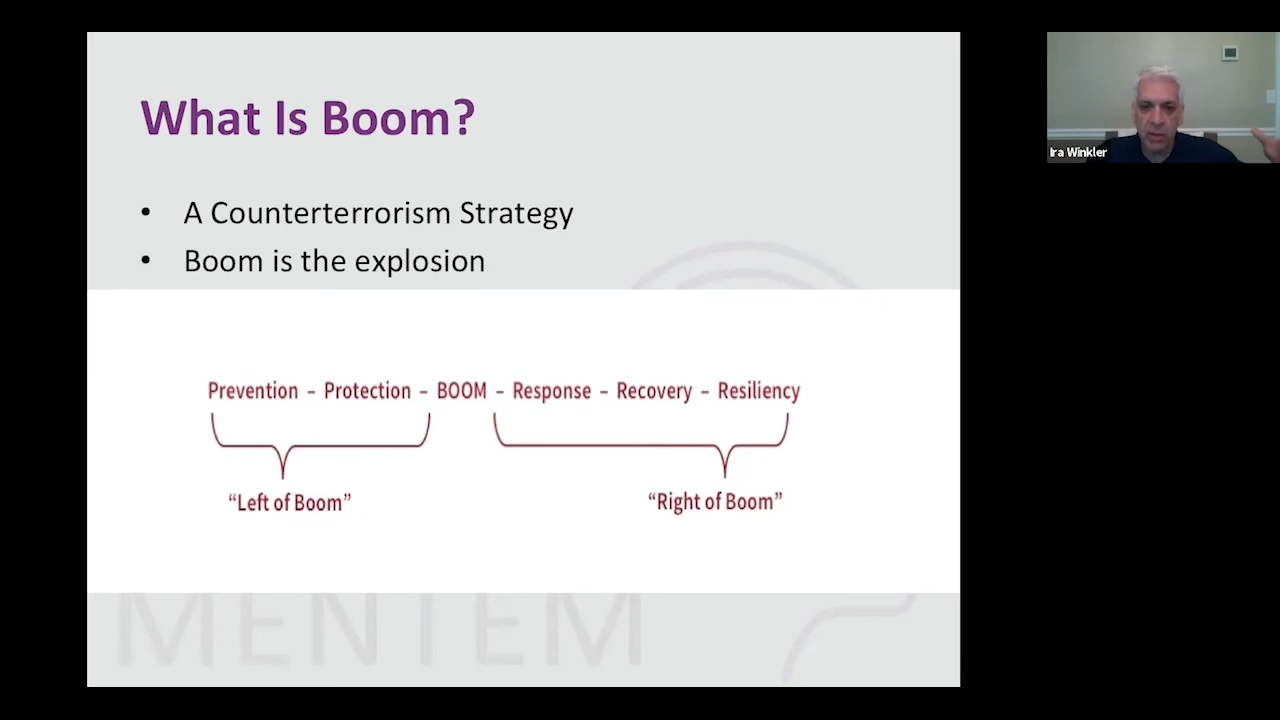 What Is Boom?
• A Counterterrorism Strategy
• Boom is the explosion
Prevention – Protection – BOOM – Response – Recovery – Resiliency
“Left of Boom” “Right of Boom”
MENTEM
Ira Winkler